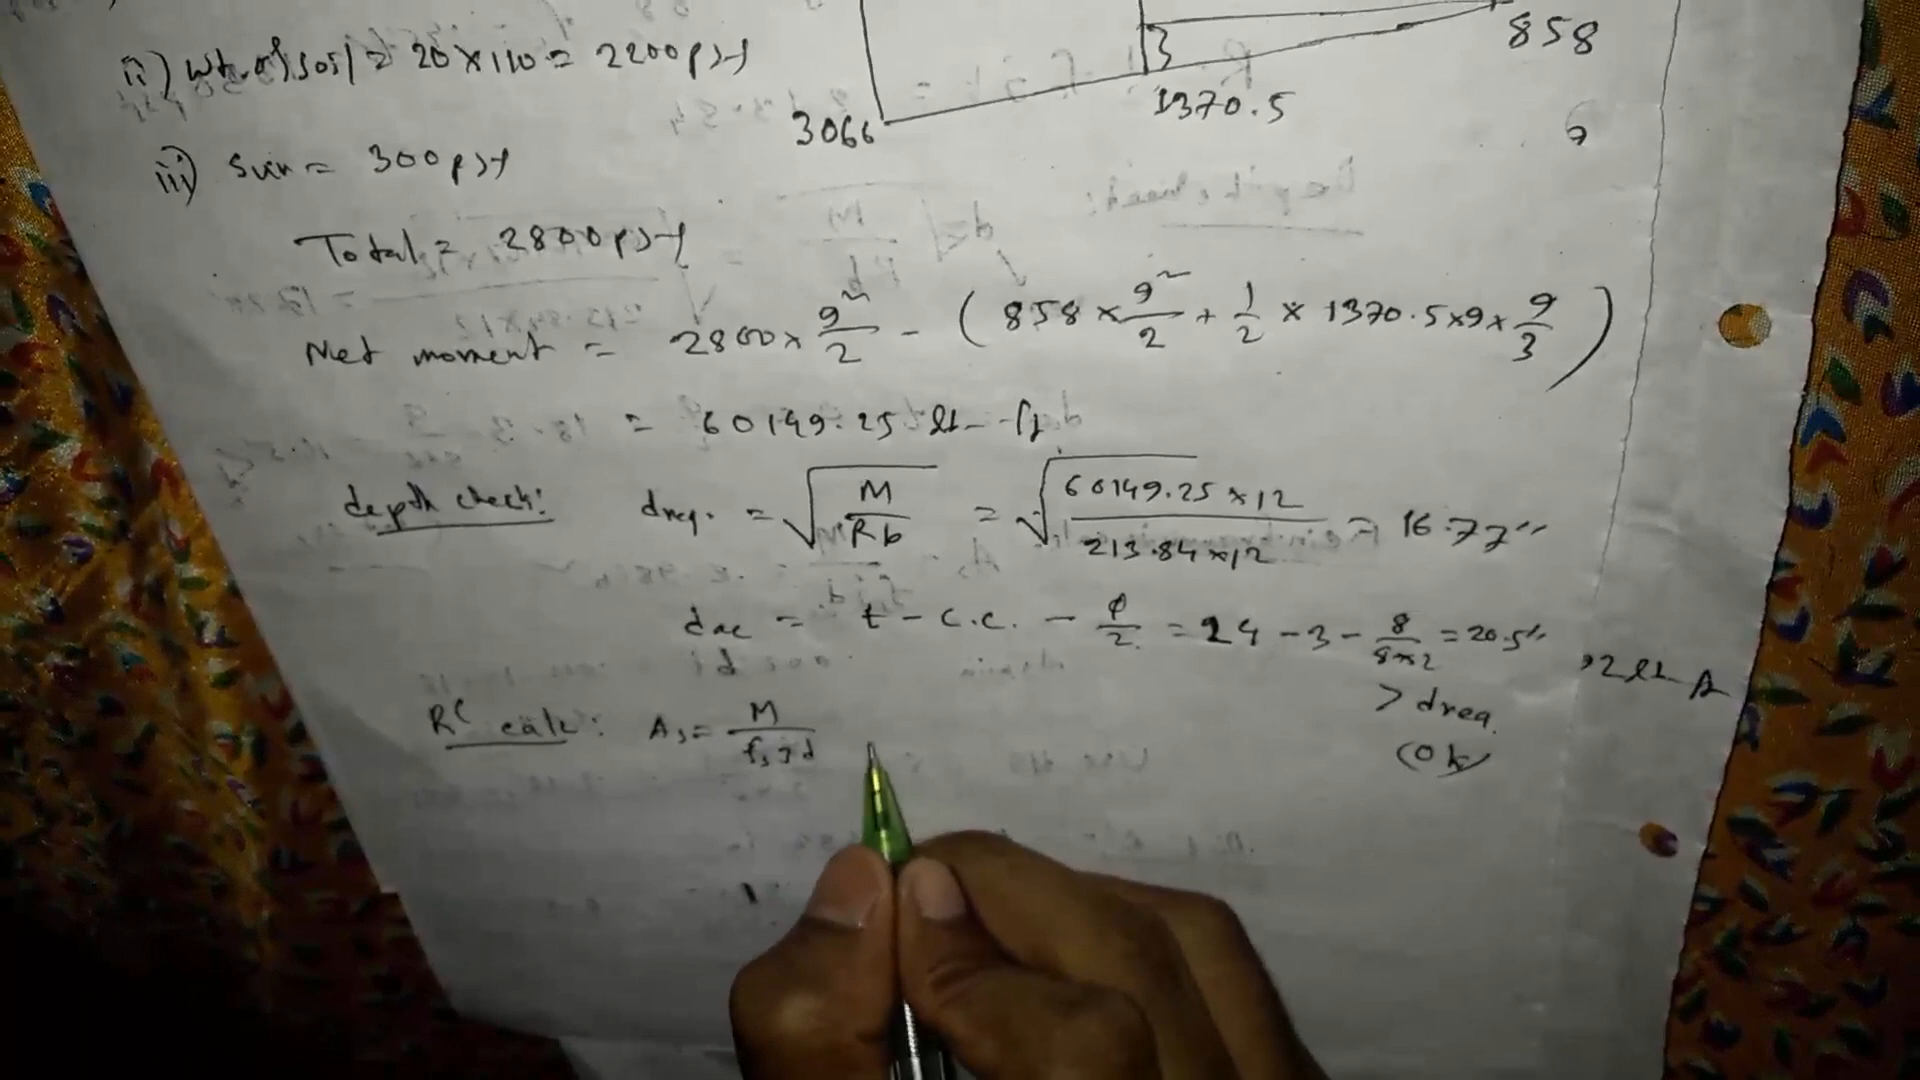 858
ii) Wt. of soil = 20 x 110 = 2200 psf
1370.5
3066
iii) Sur = 300 psf
Total = 2800 psf
Net moment = 2800 x 9²/2 - (858 x 9²/2 + 1/2 x 1370.5 x 9 x 9/3)
= 60149.25 lb-ft
depth check: dreq. = √(M/Rb) = √(60149.25 x 12/213.84 x 12) = 16.77"
dac = t - c.c. - φ/2 = 24 - 3 - 8/8x2 = 20.5"
> dreq.
(ok)
RC calc: As = M/fsjd